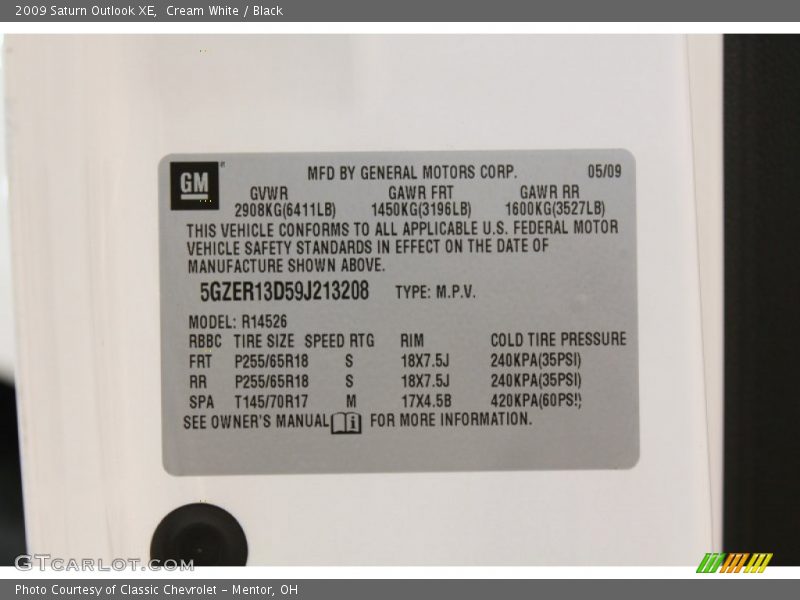 2009 Saturn Outlook XE,  Cream White / Black
GM
MFD BY GENERAL MOTORS CORP. 05/09
GVWR GAWR FRT GAWR RR
2908KG(6411LB) 1450KG(3196LB) 1600KG(3527LB)
THIS VEHICLE CONFORMS TO ALL APPLICABLE U.S. FEDERAL MOTOR
VEHICLE SAFETY STANDARDS IN EFFECT ON THE DATE OF
MANUFACTURE SHOWN ABOVE.
5GZER13D59J213208 TYPE: M.P.V.
MODEL: R14526
RBBC TIRE SIZE SPEED RTG RIM COLD TIRE PRESSURE
FRT P255/65R18 S 18X7.5J 240KPA(35PSI)
RR P255/65R18 S 18X7.5J 240KPA(35PSI)
SPA T145/70R17 M 17X4.5B 420KPA(60PSI)
SEE OWNER'S MANUAL i FOR MORE INFORMATION.
GTCarLot.com
Photo Courtesy of Classic Chevrolet - Mentor, OH